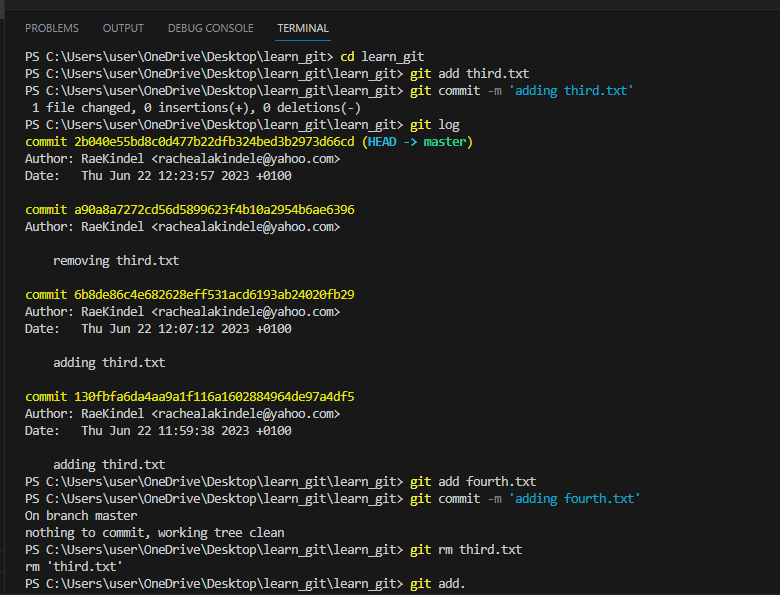 PROBLEMS OUTPUT DEBUG CONSOLE TERMINAL
PS C:\Users\user\OneDrive\Desktop\learn_git> cd learn_git
PS C:\Users\user\OneDrive\Desktop\learn_git\learn_git> git add third.txt
PS C:\Users\user\OneDrive\Desktop\learn_git\learn_git> git commit -m 'adding third.txt'
 1 file changed, 0 insertions(+), 0 deletions(-)
PS C:\Users\user\OneDrive\Desktop\learn_git\learn_git> git log
commit 2b040e55bd8c0d477b22dfb324bed3b2973d66cd (HEAD -> master)
Author: RaeKindel <rachealakindele@yahoo.com>
Date:   Thu Jun 22 12:23:57 2023 +0100

commit a90a8a7272cd56d5899623f4b10a2954b6ae6396
Author: RaeKindel <rachealakindele@yahoo.com>

    removing third.txt

commit 6b8de86c4e682628eff531acd6193ab24020fb29
Author: RaeKindel <rachealakindele@yahoo.com>
Date:   Thu Jun 22 12:07:12 2023 +0100

    adding third.txt

commit 130fbfa6da4aa9a1f116a1602884964de97a4df5
Author: RaeKindel <rachealakindele@yahoo.com>
Date:   Thu Jun 22 11:59:38 2023 +0100

    adding third.txt
PS C:\Users\user\OneDrive\Desktop\learn_git\learn_git> git add fourth.txt
PS C:\Users\user\OneDrive\Desktop\learn_git\learn_git> git commit -m 'adding fourth.txt'
On branch master
nothing to commit, working tree clean
PS C:\Users\user\OneDrive\Desktop\learn_git\learn_git> git rm third.txt
rm 'third.txt'
PS C:\Users\user\OneDrive\Desktop\learn_git\learn_git> git add.